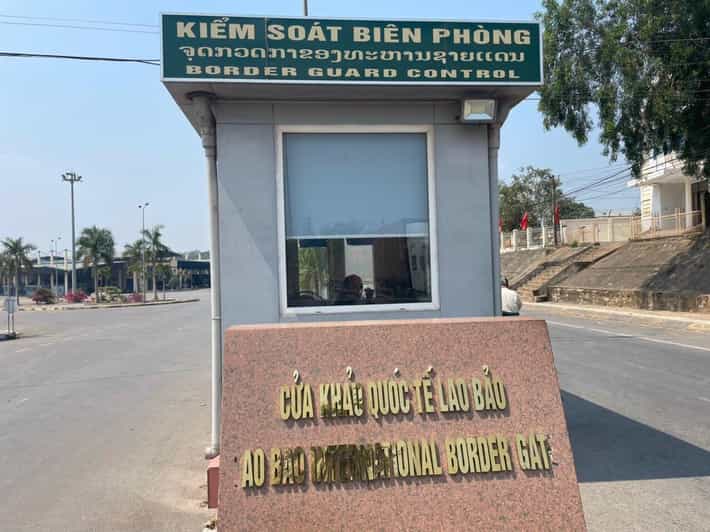 KIỂM SOÁT BIÊN PHÒNG
ຈຸດກວດກາຂອງທະຫານຊາຍແດນ
BORDER GUARD CONTROL
CỬA KHẨU QUỐC TẾ LAO BẢO
AO BAO INTERNATIONAL BORDER GAT